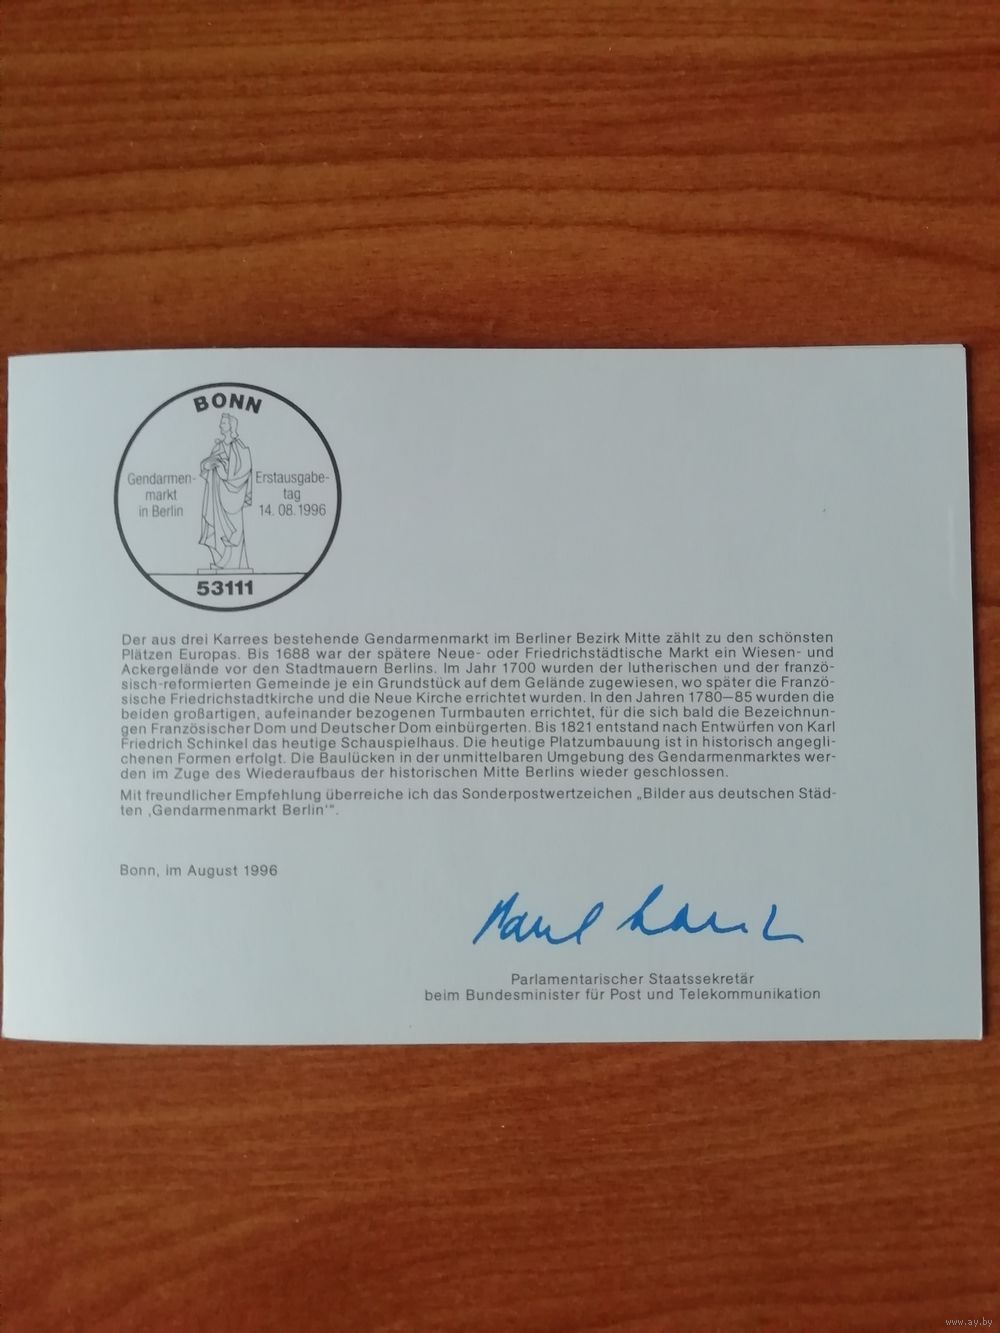 BONN
Gendarmen-
markt
in Berlin
Erstausgabe-
tag
14. 08. 1996
53111
Der aus drei Karrees bestehende Gendarmenmarkt im Berliner Bezirk Mitte zählt zu den schönsten
Plätzen Europas. Bis 1688 war der spätere Neue- oder Friedrichstädtische Markt ein Wiesen- und
Ackergelände vor den Stadtmauern Berlins. Im Jahr 1700 wurden der lutherischen und der franzö-
sisch-reformierten Gemeinde je ein Grundstück auf dem Gelände zugewiesen, wo später die Franzö-
sische Friedrichstadtkirche und die Neue Kirche errichtet wurden. In den Jahren 1780—85 wurden die
beiden großartigen, aufeinander bezogenen Turmbauten errichtet, für die sich bald die Bezeichnun-
gen Französischer Dom und Deutscher Dom einbürgerten. Bis 1821 entstand nach Entwürfen von Karl
Friedrich Schinkel das heutige Schauspielhaus. Die heutige Platzumbauung ist in historisch angegli-
chenen Formen erfolgt. Die Baulücken in der unmittelbaren Umgebung des Gendarmenmarktes wer-
den im Zuge des Wiederaufbaus der historischen Mitte Berlins wieder geschlossen.
Mit freundlicher Empfehlung überreiche ich das Sonderpostwertzeichen „Bilder aus deutschen Städ-
ten ‚Gendarmenmarkt Berlin‘“.
Bonn, im August 1996
Paul
Parlamentarischer Staatssekretär
beim Bundesminister für Post und Telekommunikation
www.ay.by